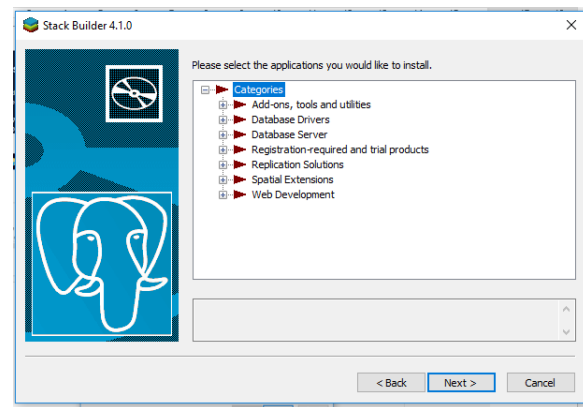 Stack Builder 4.1.0
Please select the applications you would like to install.
Categories
Add-ons, tools and utilities
Database Drivers
Database Server
Registration-required and trial products
Replication Solutions
Spatial Extensions
Web Development
< Back Next > Cancel